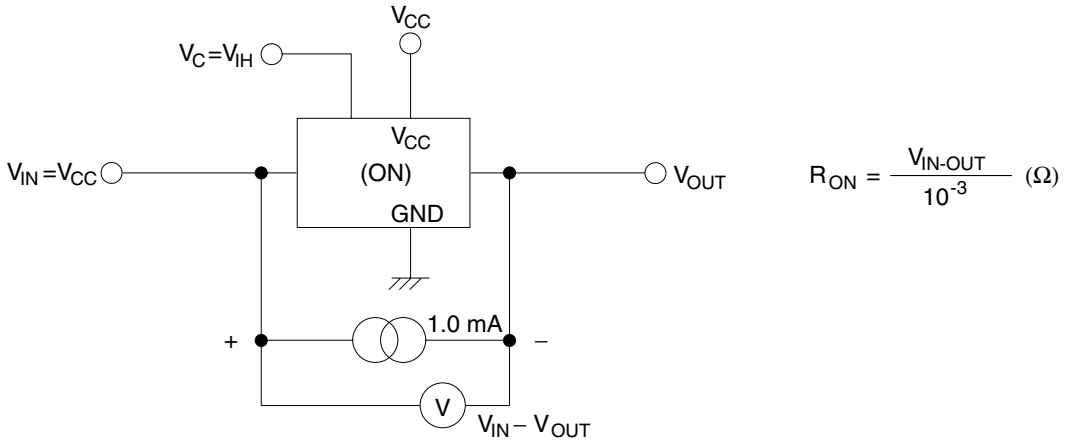 V_CC
V_C=V_IH
V_CC
V_IN=V_CC
(ON)
V_OUT
R_ON = V_IN-OUT / 10^-3 (Ω)
GND
1.0 mA
+
−
V
V_IN − V_OUT